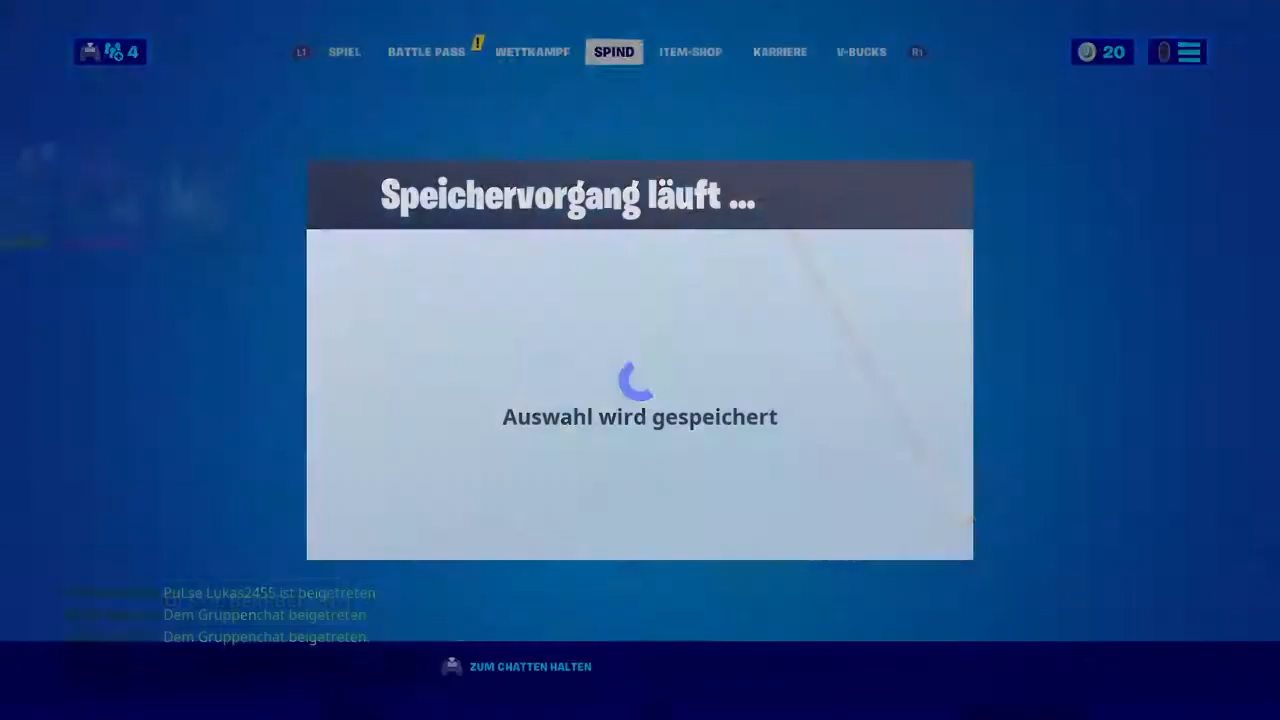 4
L1
SPIEL
BATTLE PASS
!
WETTKAMPF
SPIND
ITEM-SHOP
KARRIERE
V-BUCKS
R1
20
Speichervorgang läuft ...
Auswahl wird gespeichert
PuLse Lukas2455 ist beigetreten
Dem Gruppenchat beigetreten
Dem Gruppenchat beigetreten.
ZUM CHATTEN HALTEN